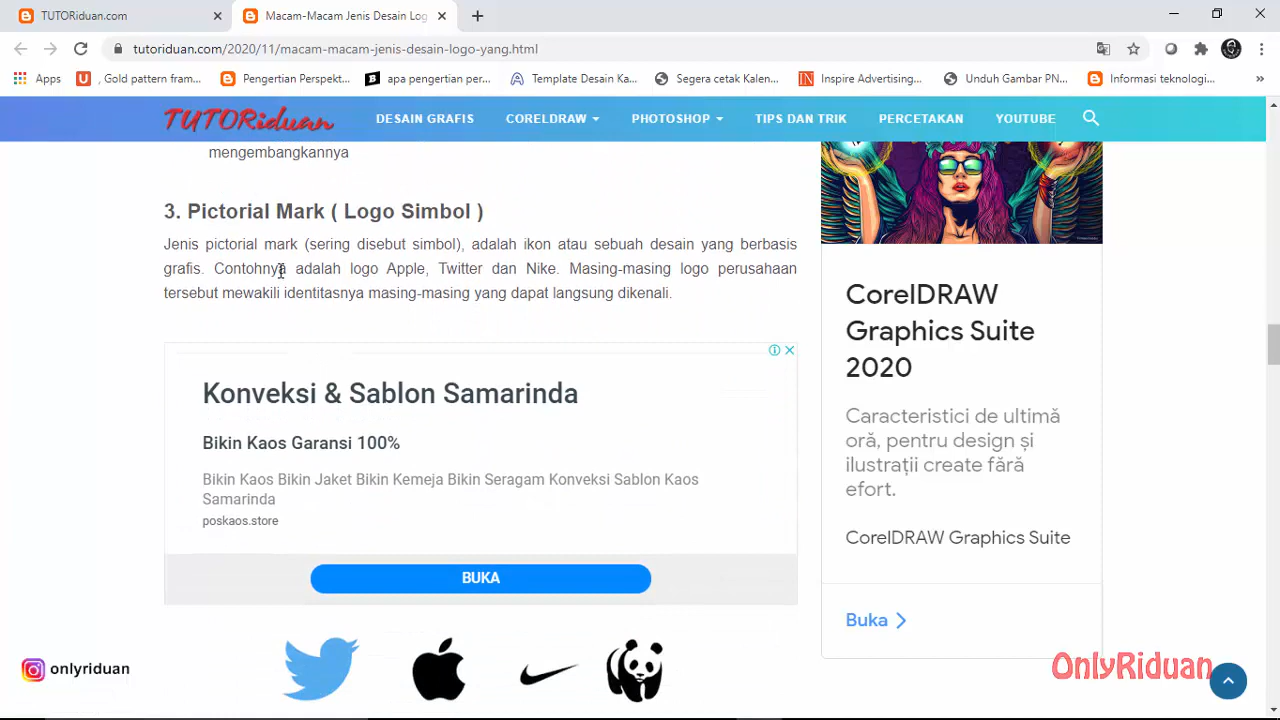 TUTORiduan.com
Macam-Macam Jenis Desain Log
tutoriduan.com/2020/11/macam-macam-jenis-desain-logo-yang.html
Apps
, Gold pattern fram...
Pengertian Perspekt...
apa pengertian per...
Template Desain Ka...
Segera Cetak Kalen...
Inspire Advertising...
Unduh Gambar PN...
Informasi teknologi...
TUTORiduan
DESAIN GRAFIS
CORELDRAW
PHOTOSHOP
TIPS DAN TRIK
PERCETAKAN
YOUTUBE
mengembangkannya
3. Pictorial Mark ( Logo Simbol )
Jenis pictorial mark (sering disebut simbol), adalah ikon atau sebuah desain yang berbasis
grafis. Contohnya adalah logo Apple, Twitter dan Nike. Masing-masing logo perusahaan
tersebut mewakili identitasnya masing-masing yang dapat langsung dikenali.
Konveksi & Sablon Samarinda
Bikin Kaos Garansi 100%
Bikin Kaos Bikin Jaket Bikin Kemeja Bikin Seragam Konveksi Sablon Kaos
Samarinda
poskaos.store
BUKA
CorelDRAW
Graphics Suite
2020
Caracteristici de ultimă
oră, pentru design și
ilustrații create fără
efort.
CorelDRAW Graphics Suite
Buka
onlyriduan
OnlyRiduan